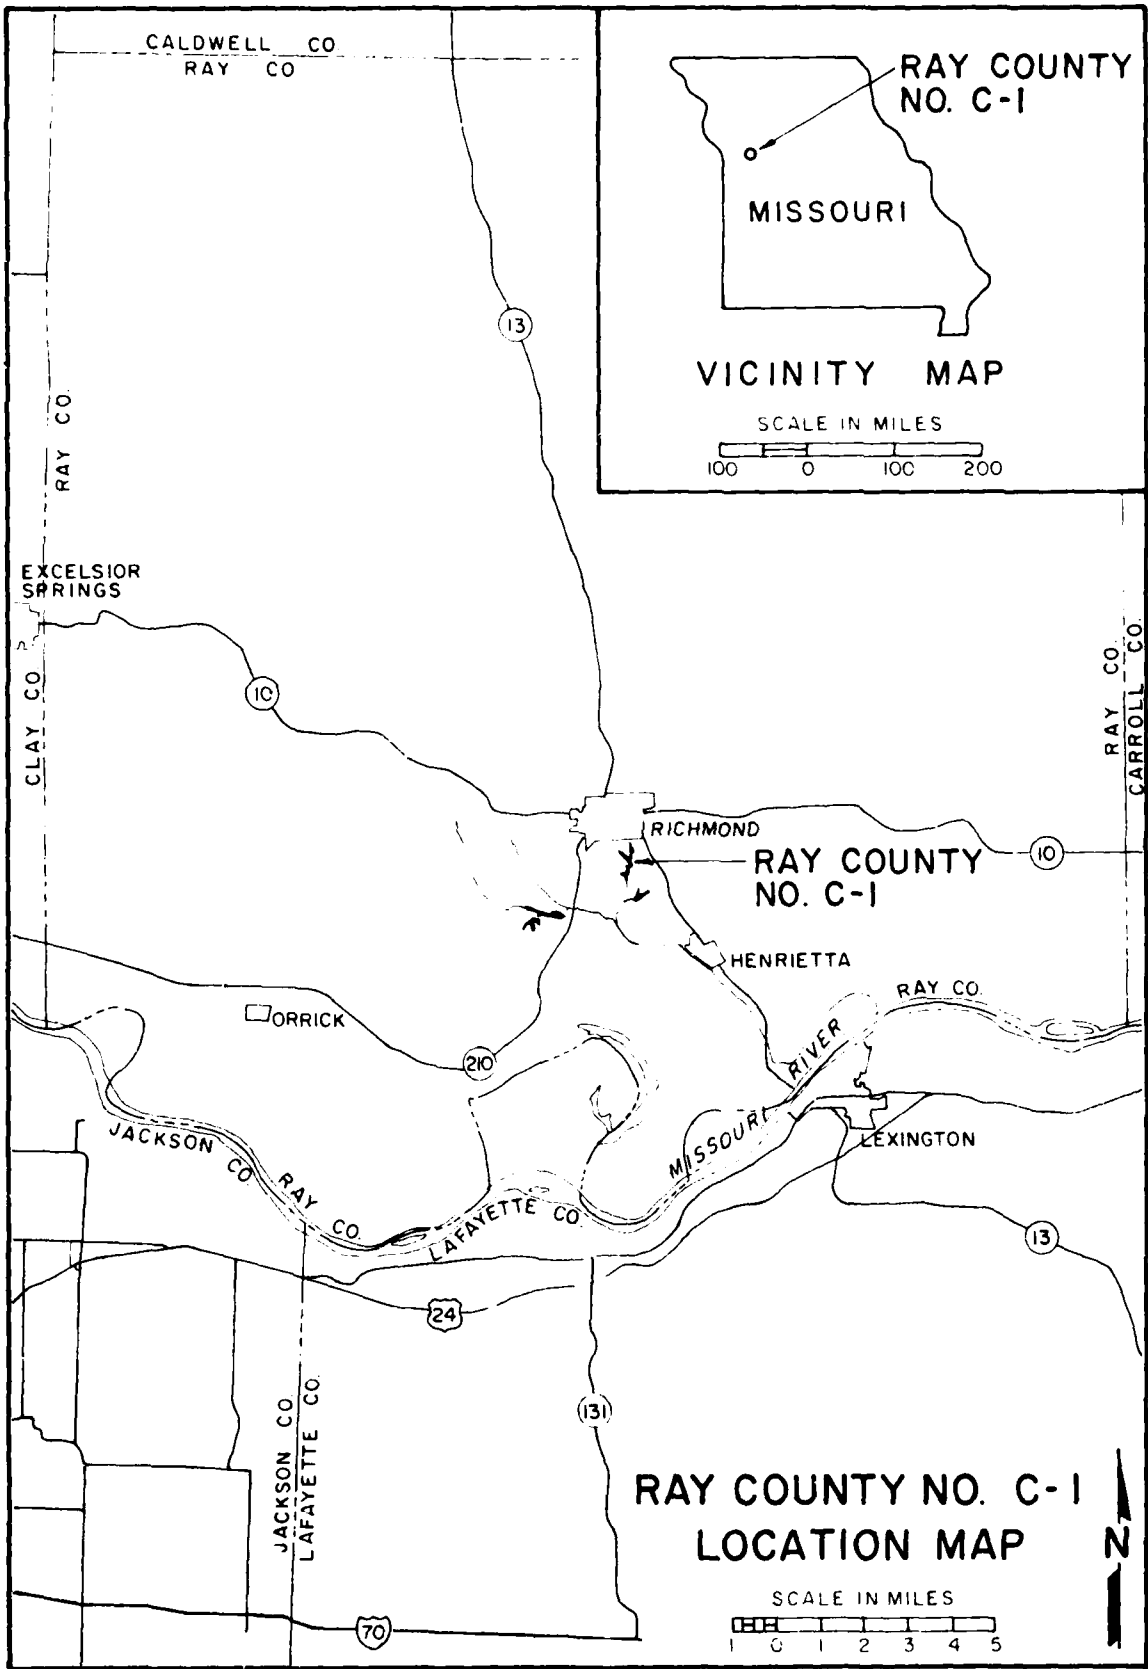 CALDWELL CO.
RAY CO
RAY COUNTY
NO. C-1
MISSOURI
VICINITY MAP
SCALE IN MILES
100 0 100 200
13
RAY CO.
EXCELSIOR
SPRINGS
CLAY CO.
10
RAY CO.
CARROLL CO.
RICHMOND
10
RAY COUNTY
NO. C-1
HENRIETTA
RAY CO.
ORRICK
210
MISSOURI RIVER
JACKSON CO.
RAY CO.
LAFAYETTE CO.
LEXINGTON
13
24
131
JACKSON CO.
LAFAYETTE CO.
70
RAY COUNTY NO. C-1
LOCATION MAP
N
SCALE IN MILES
1 0 1 2 3 4 5